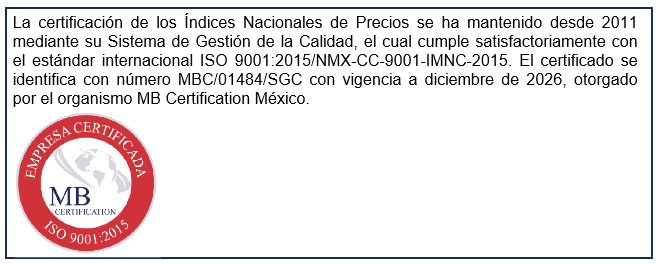 La certificación de los Índices Nacionales de Precios se ha mantenido desde 2011
mediante su Sistema de Gestión de la Calidad, el cual cumple satisfactoriamente con
el estándar internacional ISO 9001:2015/NMX-CC-9001-IMNC-2015. El certificado se
identifica con número MBC/01484/SGC con vigencia a diciembre de 2026, otorgado
por el organismo MB Certification México.
EMPRESA CERTIFICADA
MB
CERTIFICATION
ISO 9001:2015